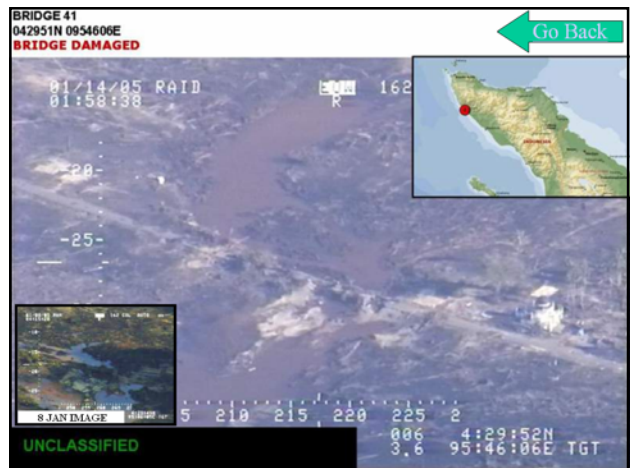 BRIDGE 41
042951N 0954606E
BRIDGE DAMAGED
Go Back
01/14/05 RAID
01:58:38
EOW 162
R
INDONESIA
-20-
-25-
8 JAN IMAGE
5 210 215 220 225 2
006 4:29:52N
3.6 95:46:06E TGT
UNCLASSIFIED